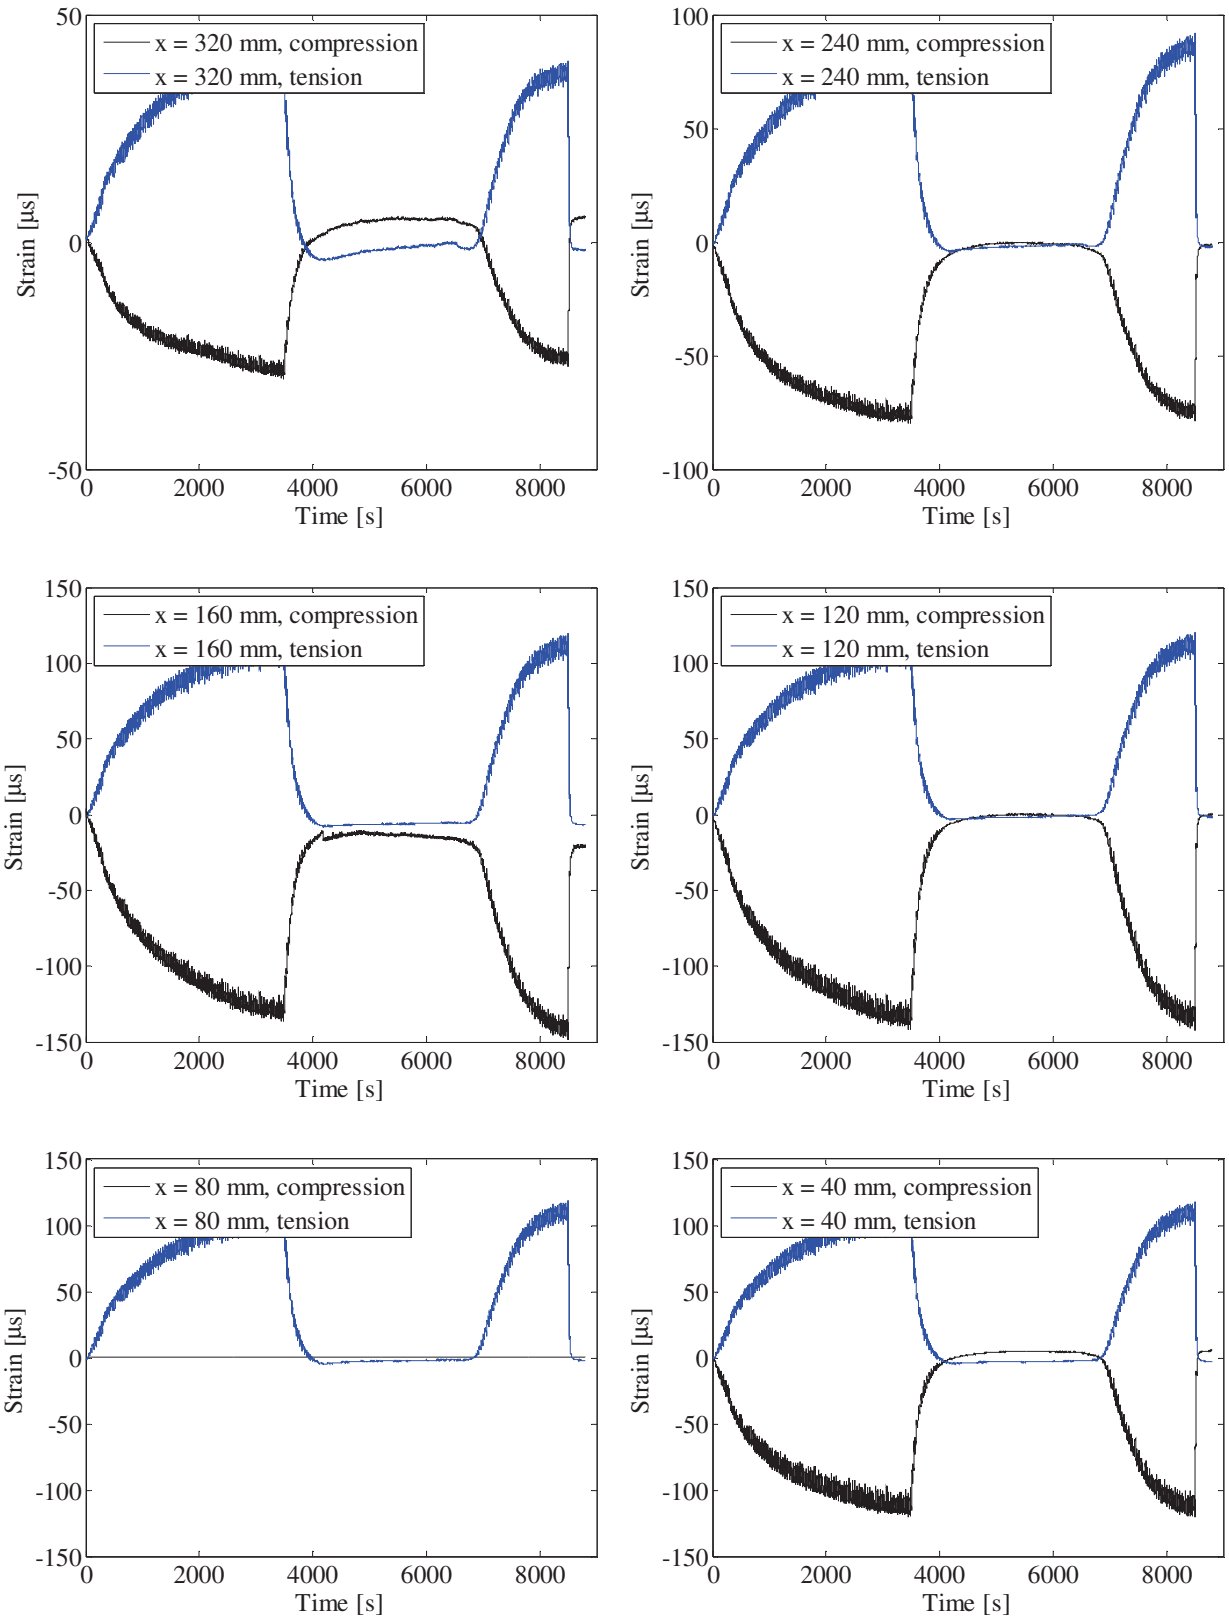 50
x = 320 mm, compression
x = 320 mm, tension
0
-50
Strain [μs]
0 2000 4000 6000 8000
Time [s]
100
x = 240 mm, compression
x = 240 mm, tension
50
0
-50
-100
Strain [μs]
0 2000 4000 6000 8000
Time [s]
150
x = 160 mm, compression
x = 160 mm, tension
100
50
0
-50
-100
-150
Strain [μs]
0 2000 4000 6000 8000
Time [s]
150
x = 120 mm, compression
x = 120 mm, tension
100
50
0
-50
-100
-150
Strain [μs]
0 2000 4000 6000 8000
Time [s]
150
x = 80 mm, compression
x = 80 mm, tension
100
50
0
-50
-100
-150
Strain [μs]
0 2000 4000 6000 8000
Time [s]
150
x = 40 mm, compression
x = 40 mm, tension
100
50
0
-50
-100
-150
Strain [μs]
0 2000 4000 6000 8000
Time [s]